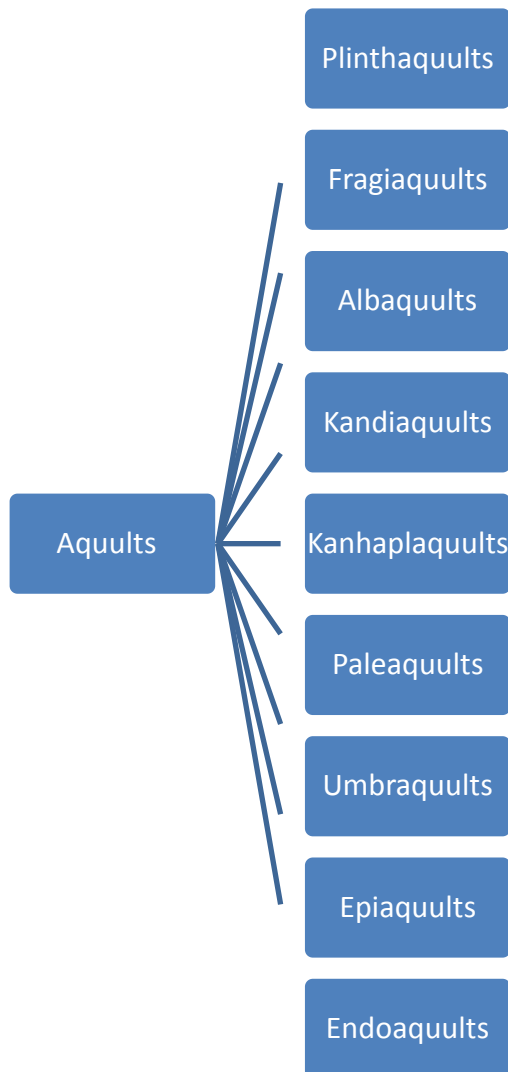 Plinthaquults
Fragiaquults
Albaquults
Kandiaquults
Aquults
Kanhaplaquults
Paleaquults
Umbraquults
Epiaquults
Endoaquults